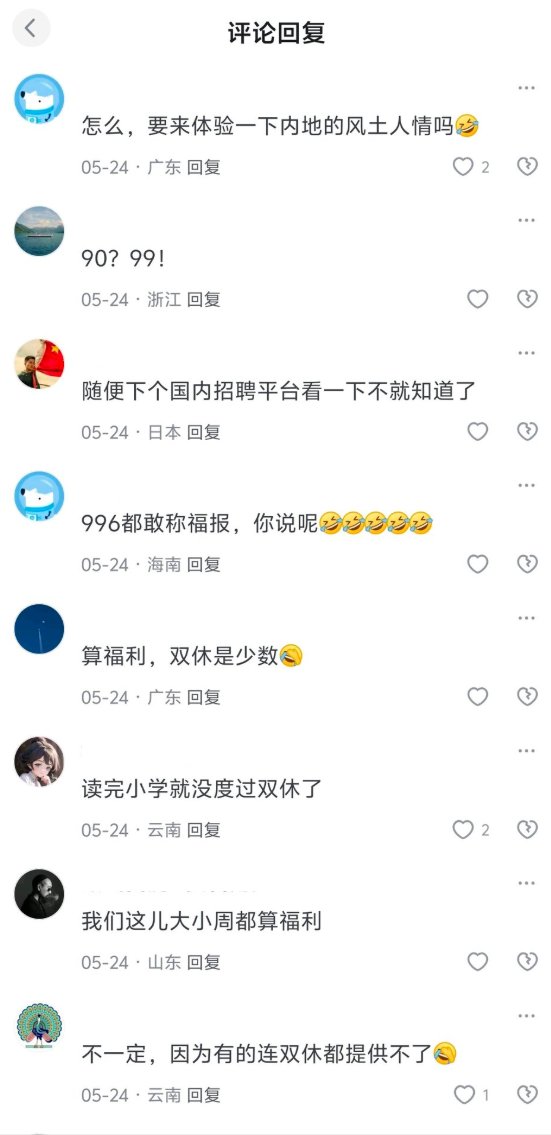 评论回复
怎么，要来体验一下内地的风土人情吗🤣
05-24 · 广东 回复
2
90？99！
05-24 · 浙江 回复
随便下个国内招聘平台看一下不就知道了
05-24 · 日本 回复
996都敢称福报，你说呢🤣🤣🤣🤣🤣
05-24 · 海南 回复
算福利，双休是少数😂
05-24 · 广东 回复
读完小学就没度过双休了
05-24 · 云南 回复
2
我们这儿大小周都算福利
05-24 · 山东 回复
不一定，因为有的连双休都提供不了😂
05-24 · 云南 回复
1